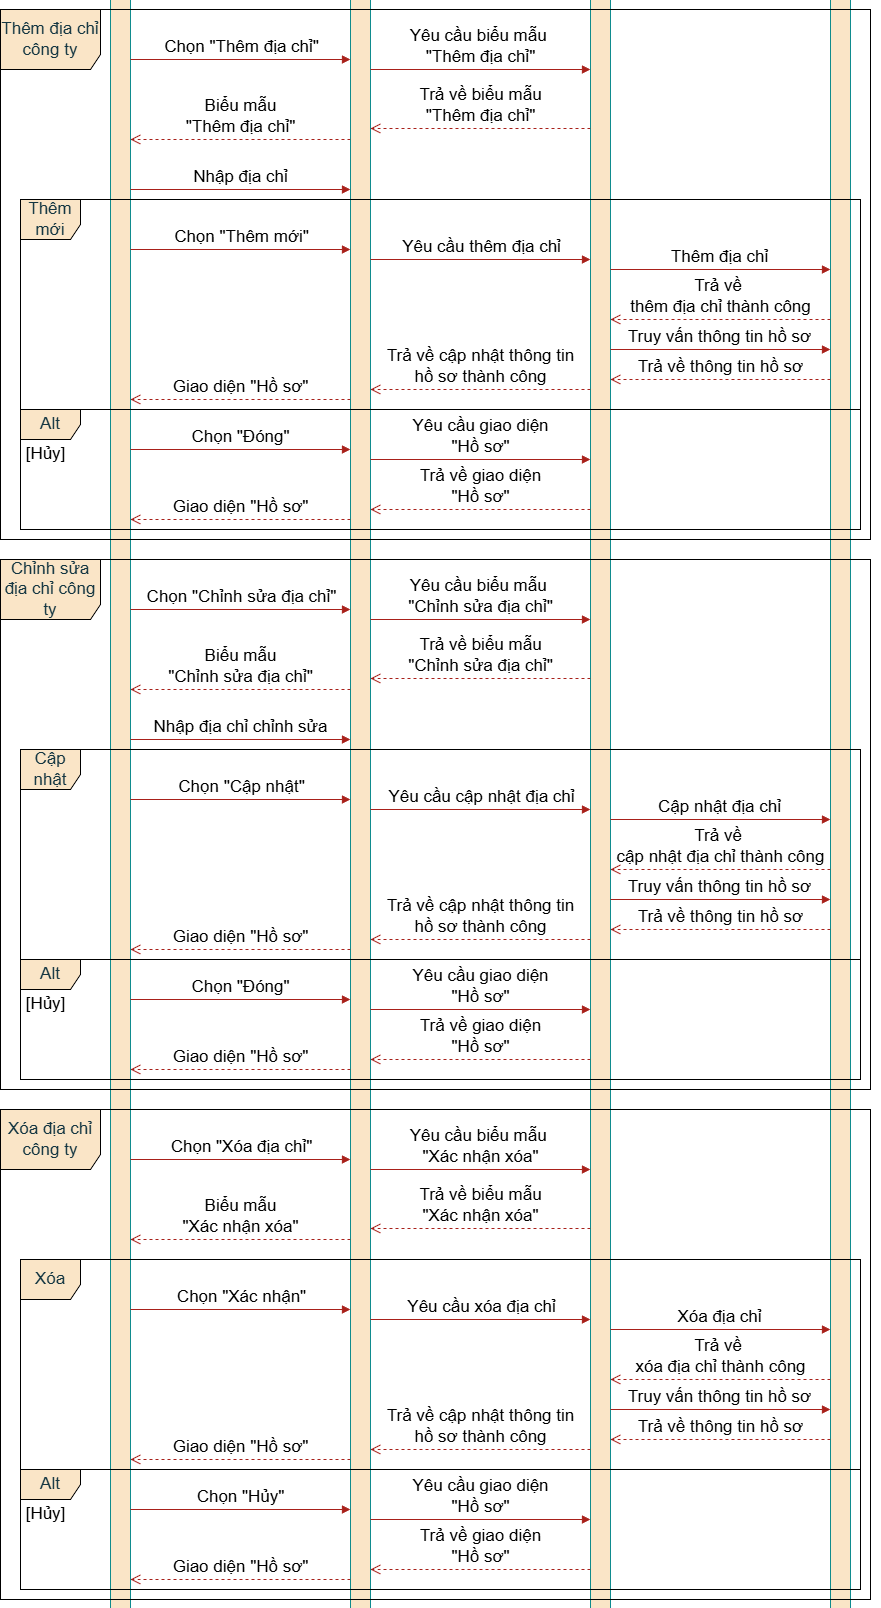 Thêm địa chỉ
công ty
Chọn "Thêm địa chỉ"
Yêu cầu biểu mẫu
"Thêm địa chỉ"
Trả về biểu mẫu
"Thêm địa chỉ"
Biểu mẫu
"Thêm địa chỉ"
Nhập địa chỉ
Thêm
mới
Chọn "Thêm mới"
Yêu cầu thêm địa chỉ
Thêm địa chỉ
Trả về
thêm địa chỉ thành công
Truy vấn thông tin hồ sơ
Trả về thông tin hồ sơ
Trả về cập nhật thông tin
hồ sơ thành công
Giao diện "Hồ sơ"
Alt
[Hủy]
Chọn "Đóng"
Yêu cầu giao diện
"Hồ sơ"
Trả về giao diện
"Hồ sơ"
Giao diện "Hồ sơ"
Chỉnh sửa
địa chỉ công
ty
Chọn "Chỉnh sửa địa chỉ"
Yêu cầu biểu mẫu
"Chỉnh sửa địa chỉ"
Trả về biểu mẫu
"Chỉnh sửa địa chỉ"
Biểu mẫu
"Chỉnh sửa địa chỉ"
Nhập địa chỉ chỉnh sửa
Cập
nhật
Chọn "Cập nhật"
Yêu cầu cập nhật địa chỉ
Cập nhật địa chỉ
Trả về
cập nhật địa chỉ thành công
Truy vấn thông tin hồ sơ
Trả về thông tin hồ sơ
Trả về cập nhật thông tin
hồ sơ thành công
Giao diện "Hồ sơ"
Alt
[Hủy]
Chọn "Đóng"
Yêu cầu giao diện
"Hồ sơ"
Trả về giao diện
"Hồ sơ"
Giao diện "Hồ sơ"
Xóa địa chỉ
công ty
Chọn "Xóa địa chỉ"
Yêu cầu biểu mẫu
"Xác nhận xóa"
Trả về biểu mẫu
"Xác nhận xóa"
Biểu mẫu
"Xác nhận xóa"
Xóa
Chọn "Xác nhận"
Yêu cầu xóa địa chỉ
Xóa địa chỉ
Trả về
xóa địa chỉ thành công
Truy vấn thông tin hồ sơ
Trả về thông tin hồ sơ
Trả về cập nhật thông tin
hồ sơ thành công
Giao diện "Hồ sơ"
Alt
[Hủy]
Chọn "Hủy"
Yêu cầu giao diện
"Hồ sơ"
Trả về giao diện
"Hồ sơ"
Giao diện "Hồ sơ"